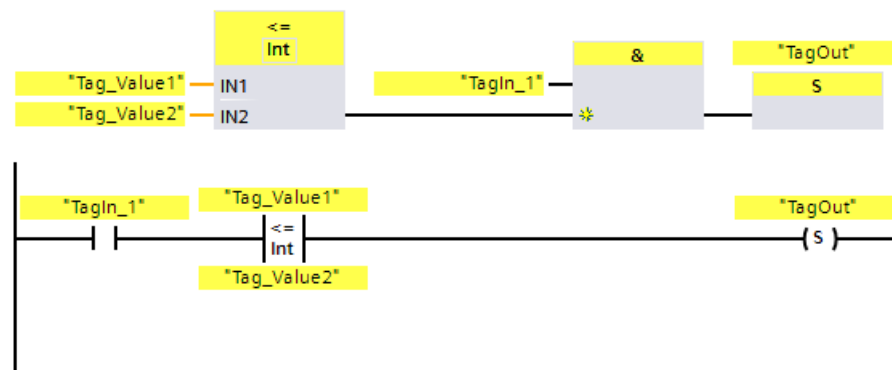 <=
Int
&
"TagOut"
"Tag_Value1" IN1
"TagIn_1"
S
"Tag_Value2" IN2
"TagIn_1"
"Tag_Value1"
"TagOut"
<=
Int
( S )
"Tag_Value2"